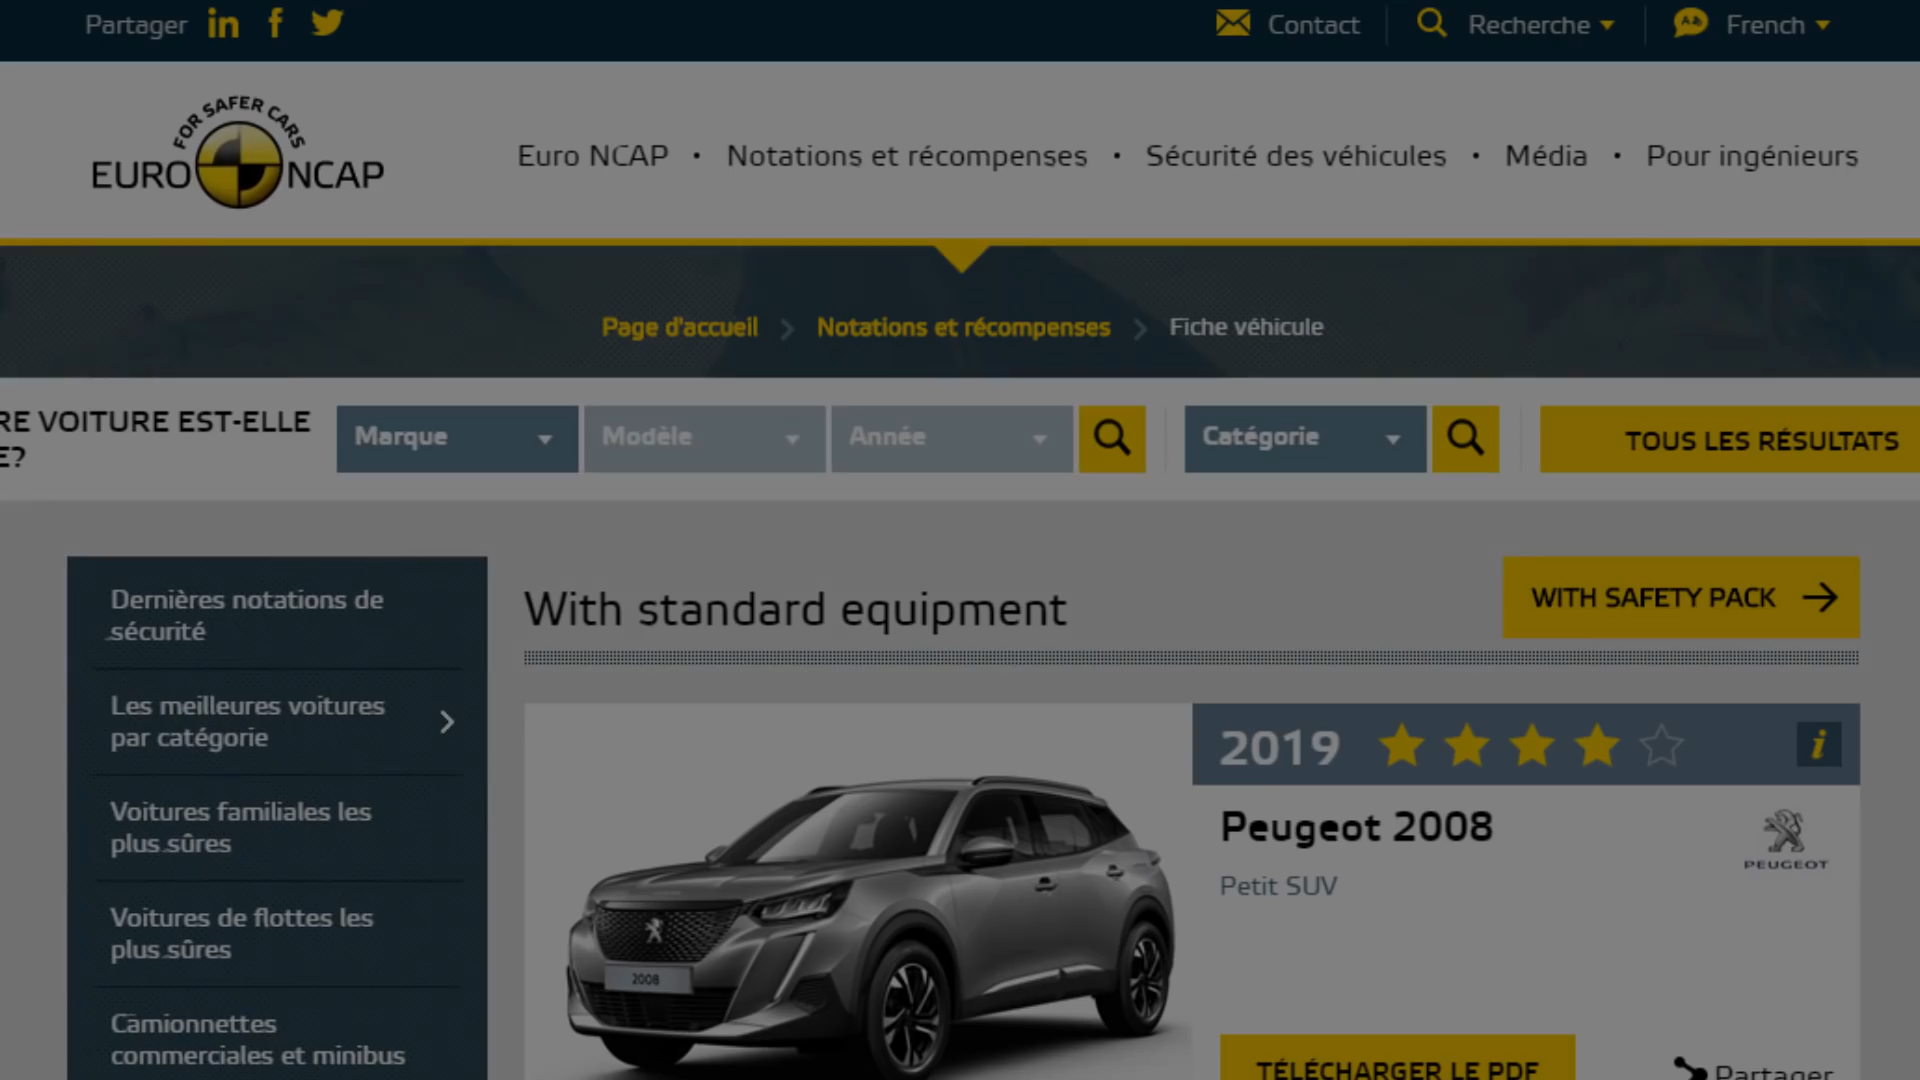 Partager
Contact
Recherche
French
FOR SAFER CARS
EURO NCAP
Euro NCAP • Notations et récompenses • Sécurité des véhicules • Média • Pour ingénieurs
Page d'accueil > Notations et récompenses > Fiche véhicule
RE VOITURE EST-ELLE
E?
Marque
Modèle
Année
Catégorie
TOUS LES RÉSULTATS
Dernières notations de
sécurité
Les meilleures voitures
par catégorie
Voitures familiales les
plus sûres
Voitures de flottes les
plus sûres
Camionnettes
commerciales et minibus
With standard equipment
WITH SAFETY PACK
2019
i
Peugeot 2008
PEUGEOT
Petit SUV
2008
TÉLÉCHARGER LE PDF
Partager